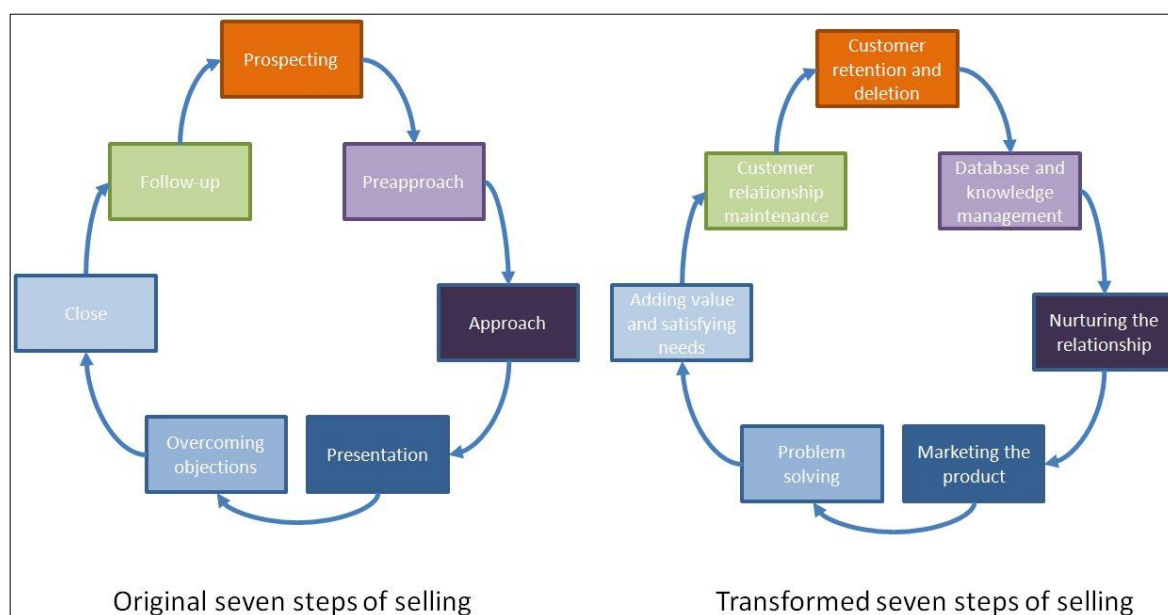 Prospecting
Preapproach
Approach
Presentation
Overcoming
objections
Close
Follow-up
Original seven steps of selling
Customer
retention and
deletion
Database and
knowledge
management
Nurturing the
relationship
Marketing the
product
Problem
solving
Adding value
and satisfying
needs
Customer
relationship
maintenance
Transformed seven steps of selling